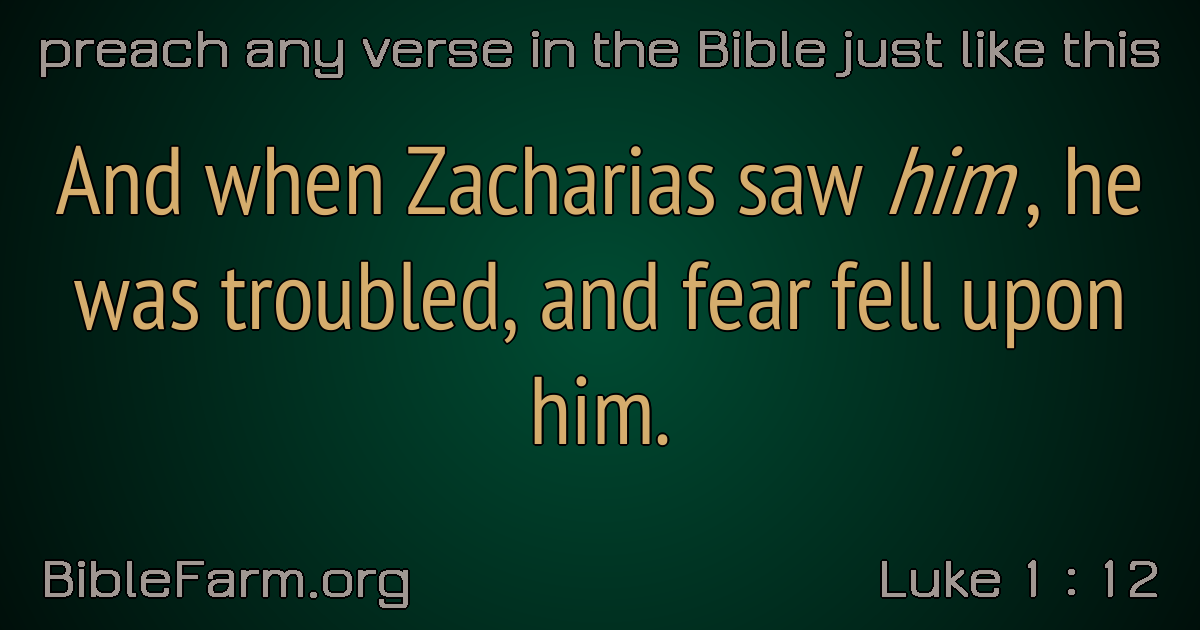 preach any verse in the Bible just like this
And when Zacharias saw him, he
was troubled, and fear fell upon
him.
BibleFarm.org
Luke 1 : 12